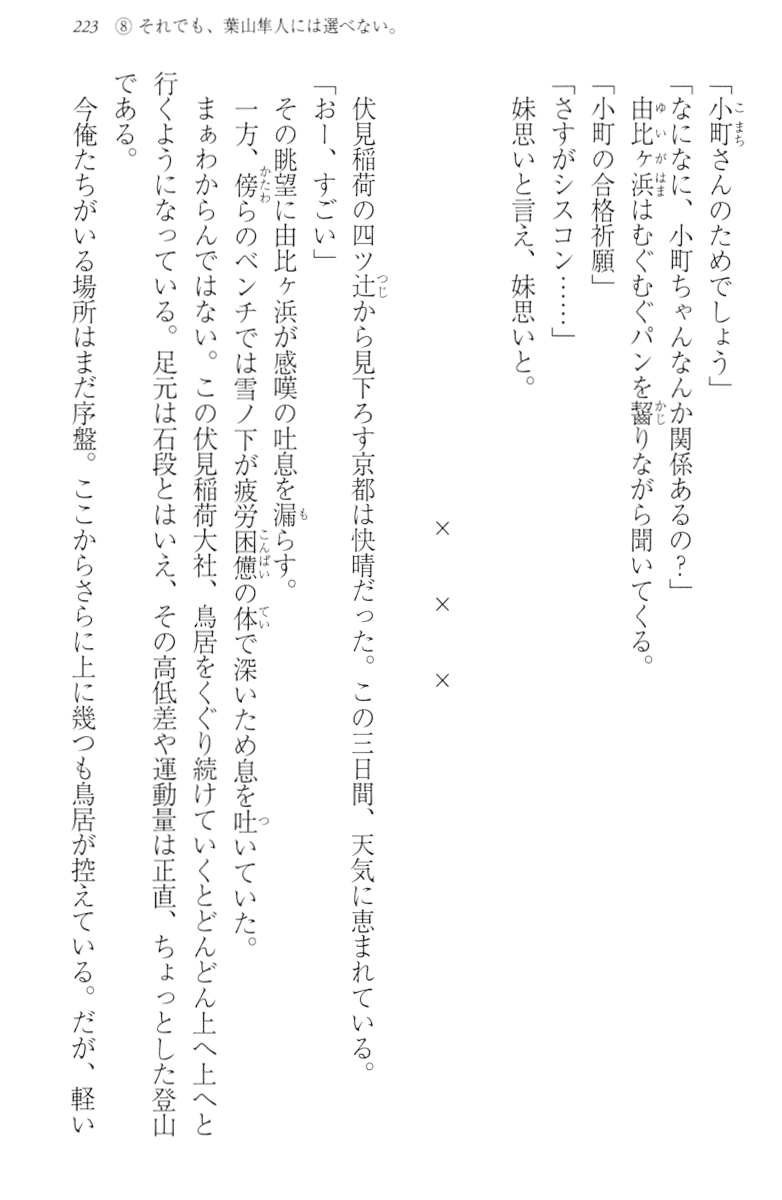 223　⑧ それでも、葉山隼人には選べない。
「小町さんのためでしょう」
「なになに、小町ちゃんなんか関係あるの？」
　由比ヶ浜はむぐむぐパンを齧りながら聞いてくる。
「小町の合格祈願」
「さすがシスコン……」
　妹思いと言え、妹思いと。
×　×　×
　伏見稲荷の四ツ辻から見下ろす京都は快晴だった。この三日間、天気に恵まれている。
「おー、すごい」
　その眺望に由比ヶ浜が感嘆の吐息を漏らす。
　一方、傍らのベンチでは雪ノ下が疲労困憊の体で深いため息を吐いていた。
　まぁわからんではない。この伏見稲荷大社、鳥居をくぐり続けていくとどんどん上へ上へと
行くようになっている。足元は石段とはいえ、その高低差や運動量は正直、ちょっとした登山
である。
　今俺たちがいる場所はまだ序盤。ここからさらに上に幾つも鳥居が控えている。だが、軽い